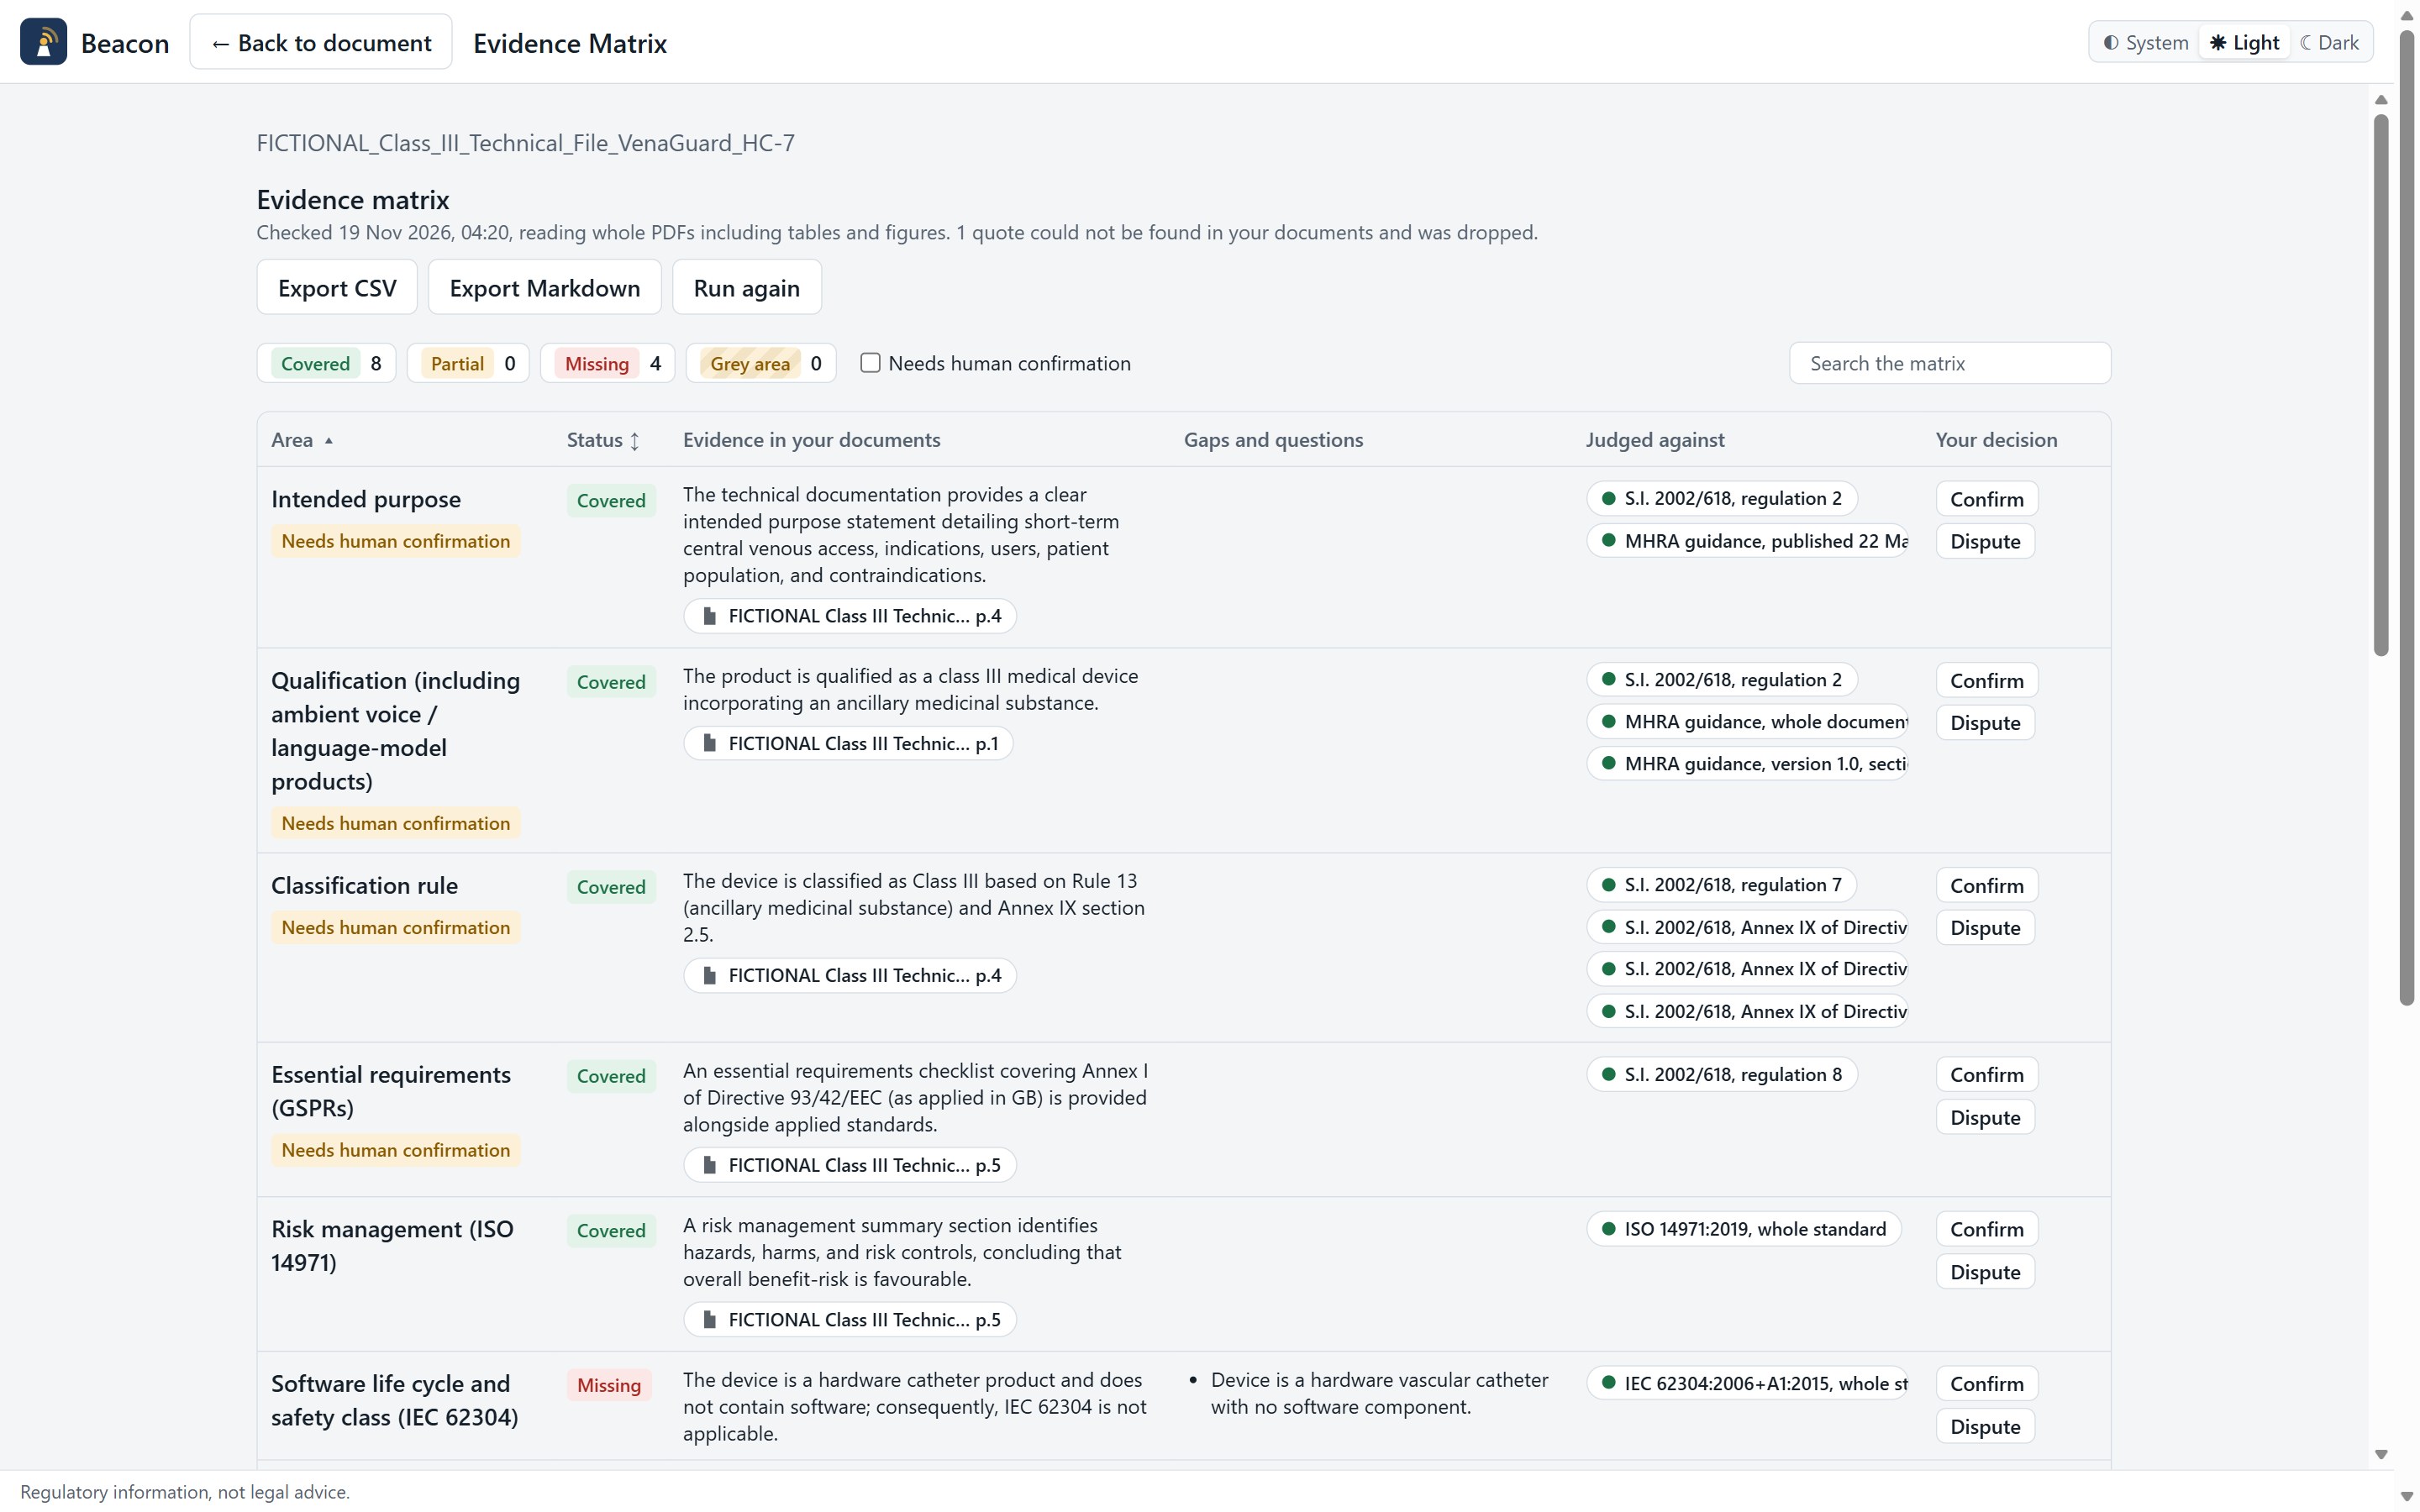 Beacon
← Back to document
Evidence Matrix
System
Light
Dark
FICTIONAL_Class_III_Technical_File_VenaGuard_HC-7
Evidence matrix
Checked 19 Nov 2026, 04:20, reading whole PDFs including tables and figures. 1 quote could not be found in your documents and was dropped.
Export CSV
Export Markdown
Run again
Covered 8
Partial 0
Missing 4
Grey area 0
Needs human confirmation
Search the matrix
Area
Status
Evidence in your documents
Gaps and questions
Judged against
Your decision
Intended purpose
Needs human confirmation
Covered
The technical documentation provides a clear
intended purpose statement detailing short-term
central venous access, indications, users, patient
population, and contraindications.
FICTIONAL Class III Technic... p.4
S.I. 2002/618, regulation 2
MHRA guidance, published 22 Ma
Confirm
Dispute
Qualification (including
ambient voice /
language-model
products)
Needs human confirmation
Covered
The product is qualified as a class III medical device
incorporating an ancillary medicinal substance.
FICTIONAL Class III Technic... p.1
S.I. 2002/618, regulation 2
MHRA guidance, whole document
MHRA guidance, version 1.0, secti
Confirm
Dispute
Classification rule
Needs human confirmation
Covered
The device is classified as Class III based on Rule 13
(ancillary medicinal substance) and Annex IX section
2.5.
FICTIONAL Class III Technic... p.4
S.I. 2002/618, regulation 7
S.I. 2002/618, Annex IX of Directiv
S.I. 2002/618, Annex IX of Directiv
S.I. 2002/618, Annex IX of Directiv
Confirm
Dispute
Essential requirements
(GSPRs)
Needs human confirmation
Covered
An essential requirements checklist covering Annex I
of Directive 93/42/EEC (as applied in GB) is provided
alongside applied standards.
FICTIONAL Class III Technic... p.5
S.I. 2002/618, regulation 8
Confirm
Dispute
Risk management (ISO
14971)
Covered
A risk management summary section identifies
hazards, harms, and risk controls, concluding that
overall benefit-risk is favourable.
FICTIONAL Class III Technic... p.5
ISO 14971:2019, whole standard
Confirm
Dispute
Software life cycle and
safety class (IEC 62304)
Missing
The device is a hardware catheter product and does
not contain software; consequently, IEC 62304 is not
applicable.
• Device is a hardware vascular catheter
with no software component.
IEC 62304:2006+A1:2015, whole st
Confirm
Dispute
Regulatory information, not legal advice.